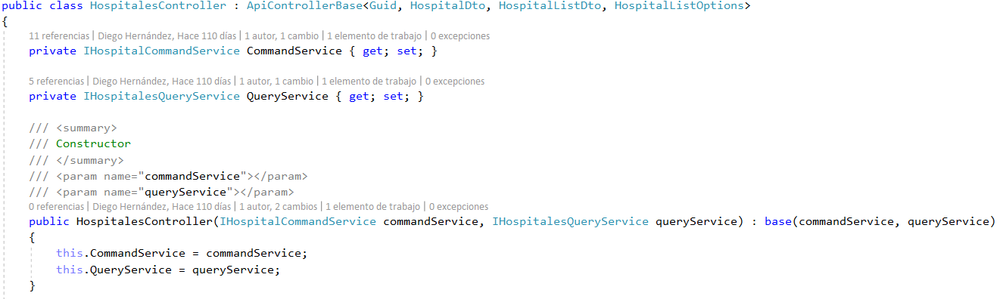 public class HospitalesController : ApiControllerBase<Guid, HospitalDto, HospitalListDto, HospitalListOptions>
{
11 referencias | Diego Hernández, Hace 110 días | 1 autor, 1 cambio | 1 elemento de trabajo | 0 excepciones
private IHospitalCommandService CommandService { get; set; }
5 referencias | Diego Hernández, Hace 110 días | 1 autor, 1 cambio | 1 elemento de trabajo | 0 excepciones
private IHospitalesQueryService QueryService { get; set; }
/// <summary>
/// Constructor
/// </summary>
/// <param name="commandService"></param>
/// <param name="queryService"></param>
0 referencias | Diego Hernández, Hace 110 días | 1 autor, 2 cambios | 1 elemento de trabajo | 0 excepciones
public HospitalesController(IHospitalCommandService commandService, IHospitalesQueryService queryService) : base(commandService, queryService)
{
this.CommandService = commandService;
this.QueryService = queryService;
}